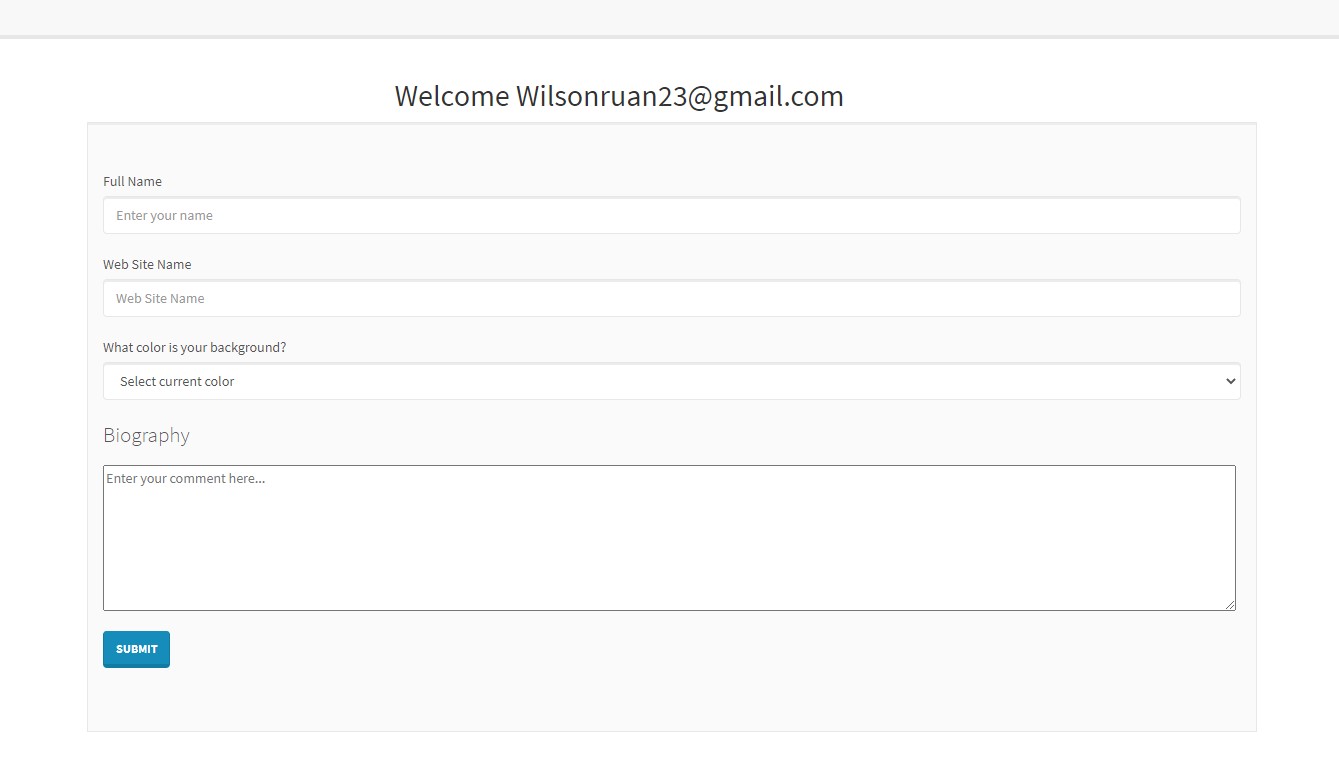 Welcome Wilsonruan23@gmail.com
Full Name
Enter your name
Web Site Name
Web Site Name
What color is your background?
Select current color
Biography
Enter your comment here...
SUBMIT